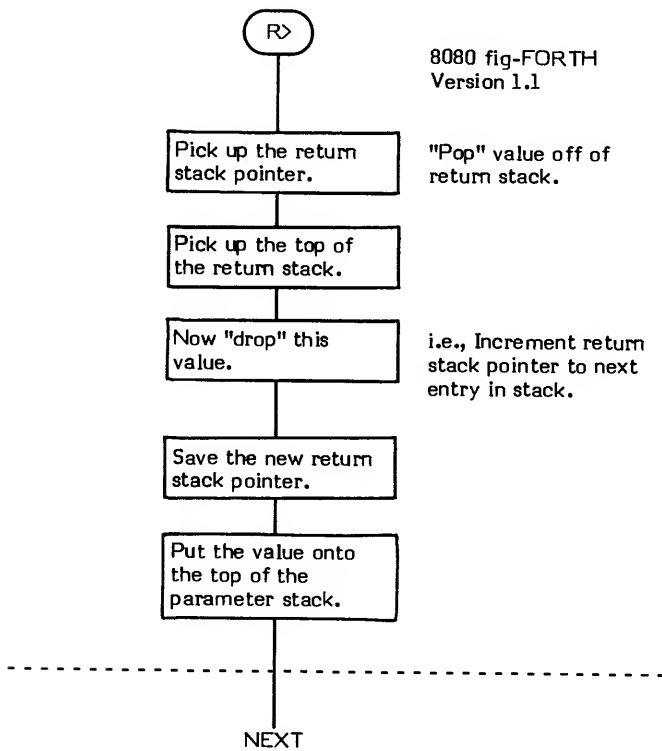 R>
8080 fig-FORTH
Version 1.1
Pick up the return
stack pointer.
"Pop" value off of
return stack.
Pick up the top of
the return stack.
Now "drop" this
value.
i.e., Increment return
stack pointer to next
entry in stack.
Save the new return
stack pointer.
Put the value onto
the top of the
parameter stack.
NEXT